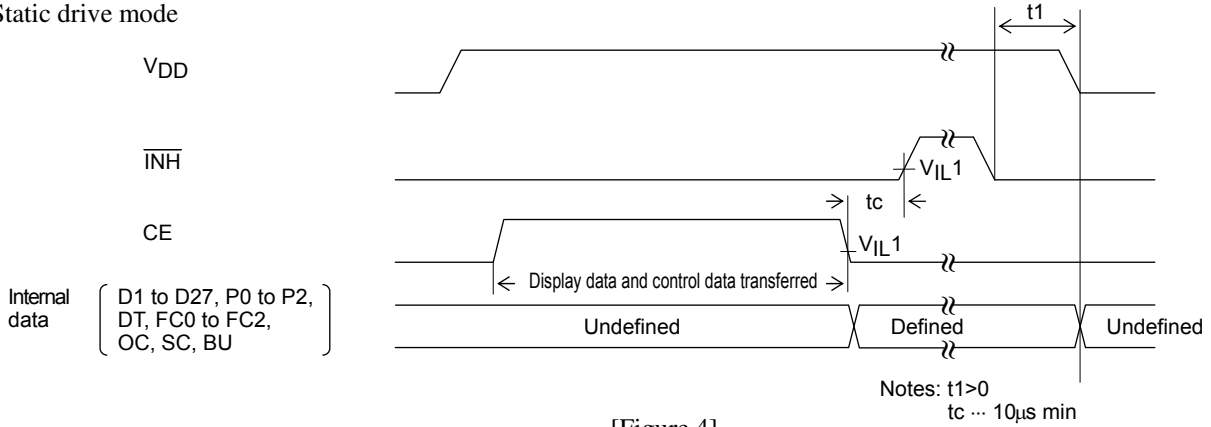 Static drive mode
t1
VDD
INH
VIL1
tc
CE
VIL1
Display data and control data transferred
Internal data
D1 to D27, P0 to P2,
DT, FC0 to FC2,
OC, SC, BU
Undefined
Defined
Undefined
Notes: t1>0
tc ··· 10μs min
[Figure 4]